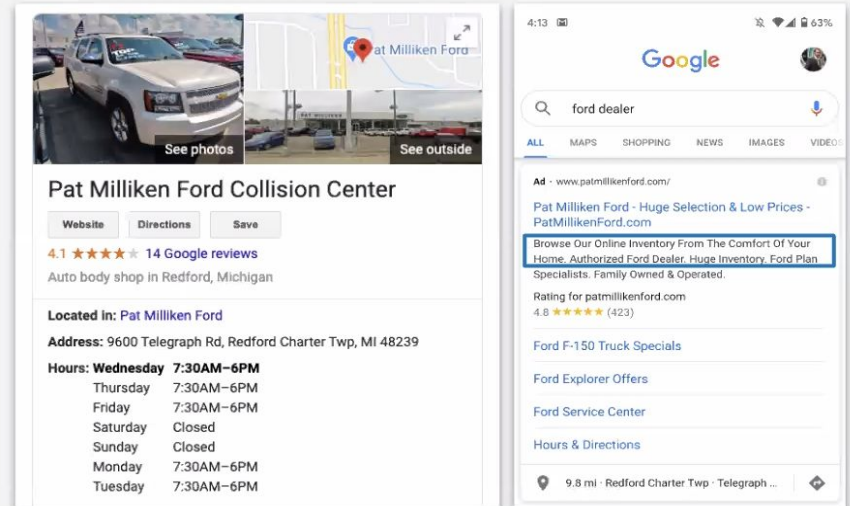 at Milliken Ford
See photos
PAT MILLIKEN
See outside
Pat Milliken Ford Collision Center
Website Directions Save
4.1 ★★★★★ 14 Google reviews
Auto body shop in Redford, Michigan
Located in: Pat Milliken Ford
Address: 9600 Telegraph Rd, Redford Charter Twp, MI 48239
Hours: Wednesday 7:30AM–6PM
Thursday 7:30AM–6PM
Friday 7:30AM–6PM
Saturday Closed
Sunday Closed
Monday 7:30AM–6PM
Tuesday 7:30AM–6PM
4:13 63%
Google
ford dealer
ALL MAPS SHOPPING NEWS IMAGES VIDEOS
Ad · www.patmillikenford.com/
Pat Milliken Ford - Huge Selection & Low Prices -
PatMillikenFord.com
Browse Our Online Inventory From The Comfort Of Your
Home. Authorized Ford Dealer. Huge Inventory. Ford Plan
Specialists. Family Owned & Operated.
Rating for patmillikenford.com
4.8 ★★★★★ (423)
Ford F-150 Truck Specials
Ford Explorer Offers
Ford Service Center
Hours & Directions
9.8 mi · Redford Charter Twp · Telegraph ...